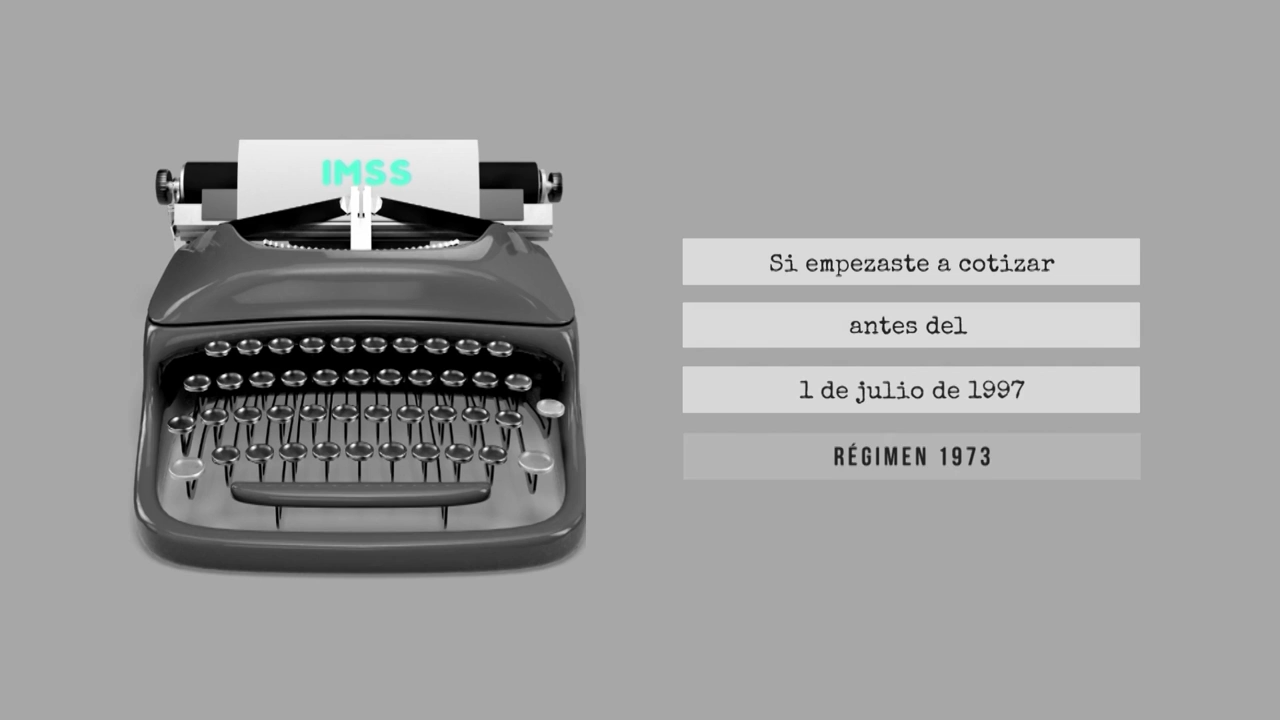 IMSS
Si empezaste a cotizar
antes del
1 de julio de 1997
RÉGIMEN 1973